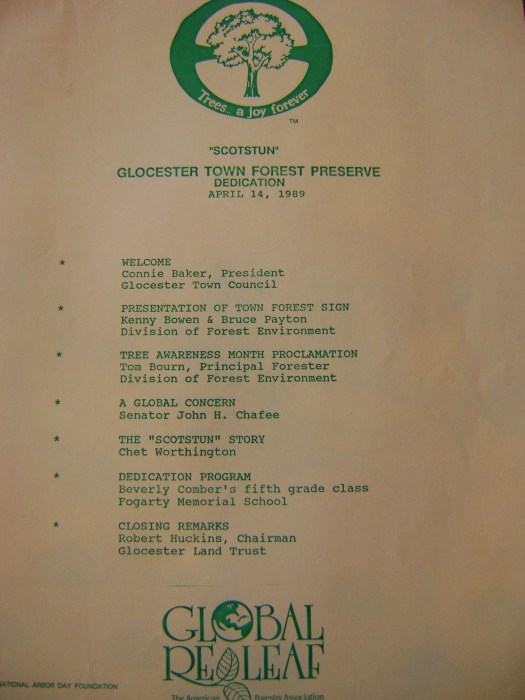 Trees.. a joy forever
TM
"SCOTSTUN"
GLOCESTER TOWN FOREST PRESERVE
DEDICATION
APRIL 14, 1989
* WELCOME
Connie Baker, President
Glocester Town Council
* PRESENTATION OF TOWN FOREST SIGN
Kenny Bowen & Bruce Payton
Division of Forest Environment
* TREE AWARENESS MONTH PROCLAMATION
Tom Bourn, Principal Forester
Division of Forest Environment
* A GLOBAL CONCERN
Senator John H. Chafee
* THE "SCOTSTUN" STORY
Chet Worthington
* DEDICATION PROGRAM
Beverly Comber's fifth grade class
Fogarty Memorial School
* CLOSING REMARKS
Robert Huckins, Chairman
Glocester Land Trust
GLOBAL
RELEAF
The American Forestry Association
NATIONAL ARBOR DAY FOUNDATION